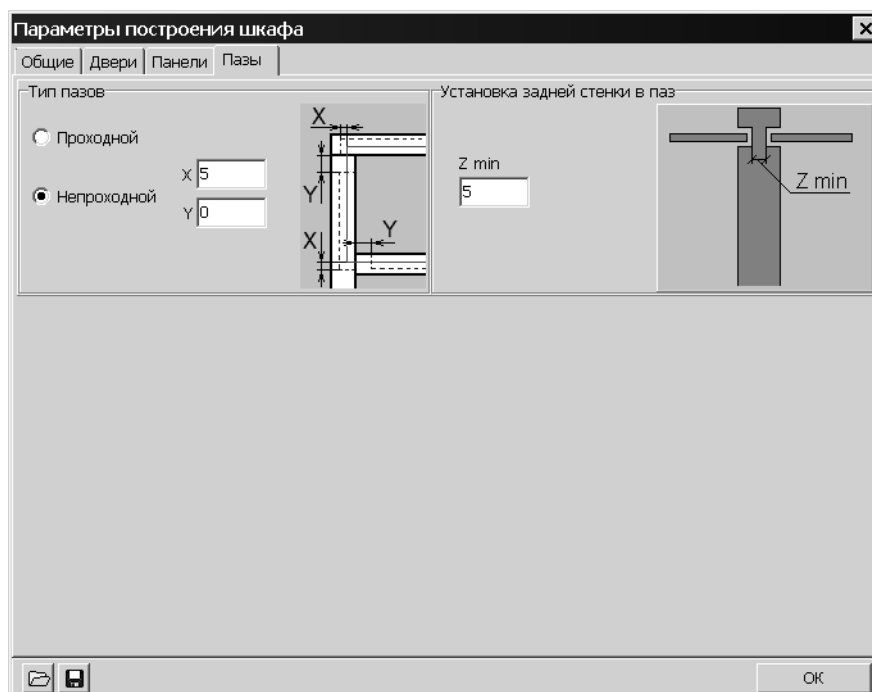 Параметры построения шкафа
Общие Двери Панели Пазы
Тип пазов
Проходной
Непроходной
X 5
Y 0
X
Y
X
Y
Установка задней стенки в паз
Z min
5
Z min
ОК